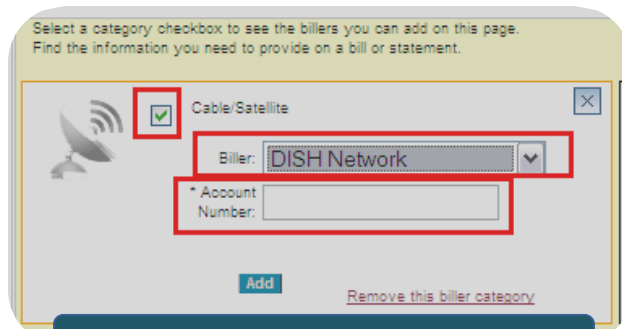 Select a category checkbox to see the billers you can add on this page.
Find the information you need to provide on a bill or statement.
Cable/Satellite
Biller: DISH Network
* Account
Number:
Add
Remove this biller category